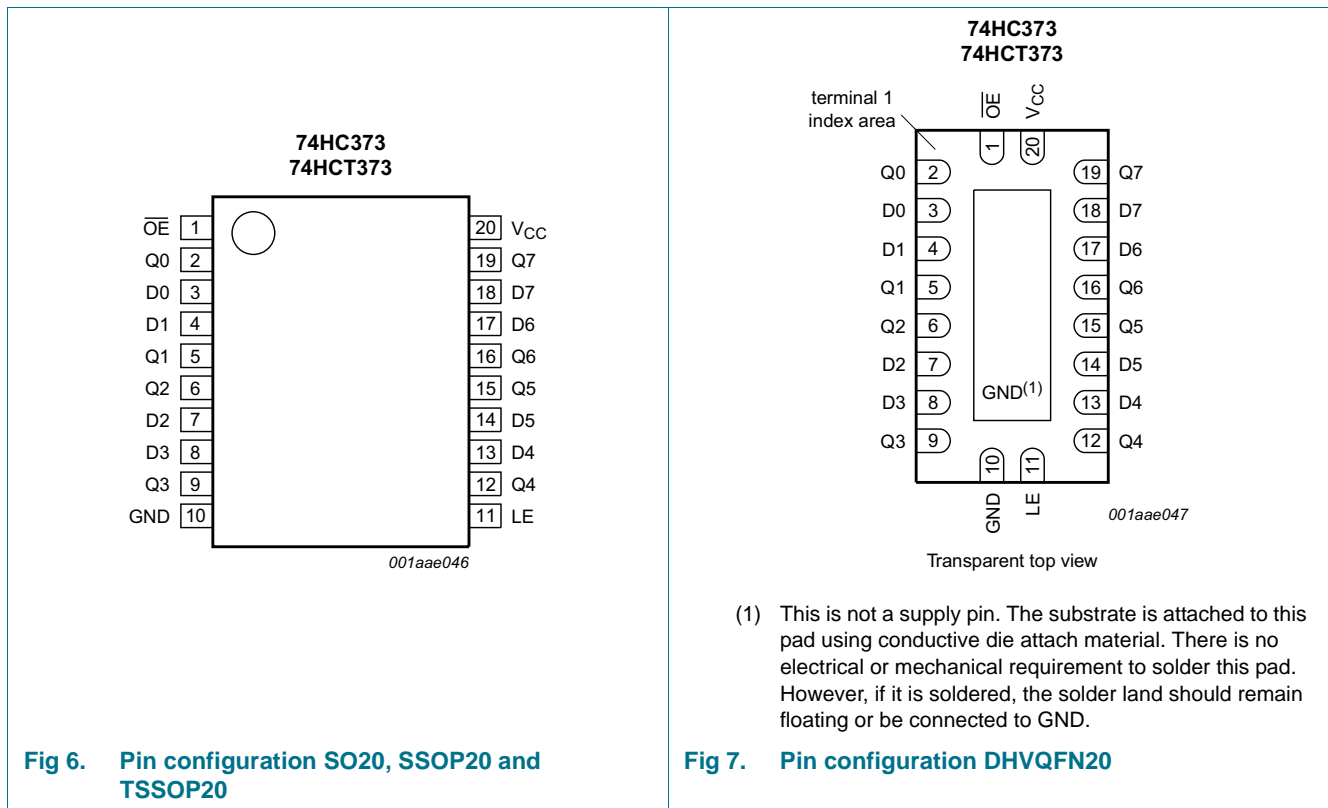 74HC373
74HCT373
OE 1
Q0 2
D0 3
D1 4
Q1 5
Q2 6
D2 7
D3 8
Q3 9
GND 10
20 VCC
19 Q7
18 D7
17 D6
16 Q6
15 Q5
14 D5
13 D4
12 Q4
11 LE
001aae046
Fig 6. Pin configuration SO20, SSOP20 and
TSSOP20
74HC373
74HCT373
terminal 1
index area
OE
VCC
1
20
Q0 2
D0 3
D1 4
Q1 5
Q2 6
D2 7
D3 8
Q3 9
19 Q7
18 D7
17 D6
16 Q6
15 Q5
14 D5
13 D4
12 Q4
GND(1)
10
11
GND
LE
001aae047
Transparent top view
(1) This is not a supply pin. The substrate is attached to this
pad using conductive die attach material. There is no
electrical or mechanical requirement to solder this pad.
However, if it is soldered, the solder land should remain
floating or be connected to GND.
Fig 7. Pin configuration DHVQFN20